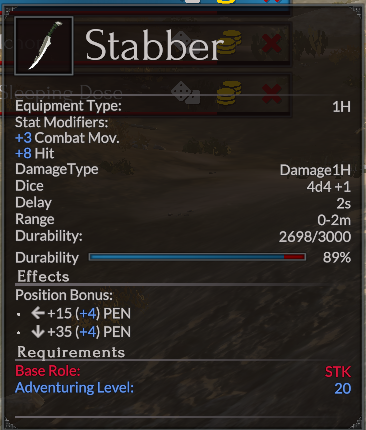 Stabber
Sleeping Dose
Equipment Type: 1H
Stat Modifiers:
+3 Combat Mov.
+8 Hit
DamageType Damage1H
Dice 4d4 +1
Delay 2s
Range 0-2m
Durability: 2698/3000
Durability 89%
Effects
Position Bonus:
• ← +15 (+4) PEN
• ↓ +35 (+4) PEN
Requirements
Base Role: STK
Adventuring Level: 20